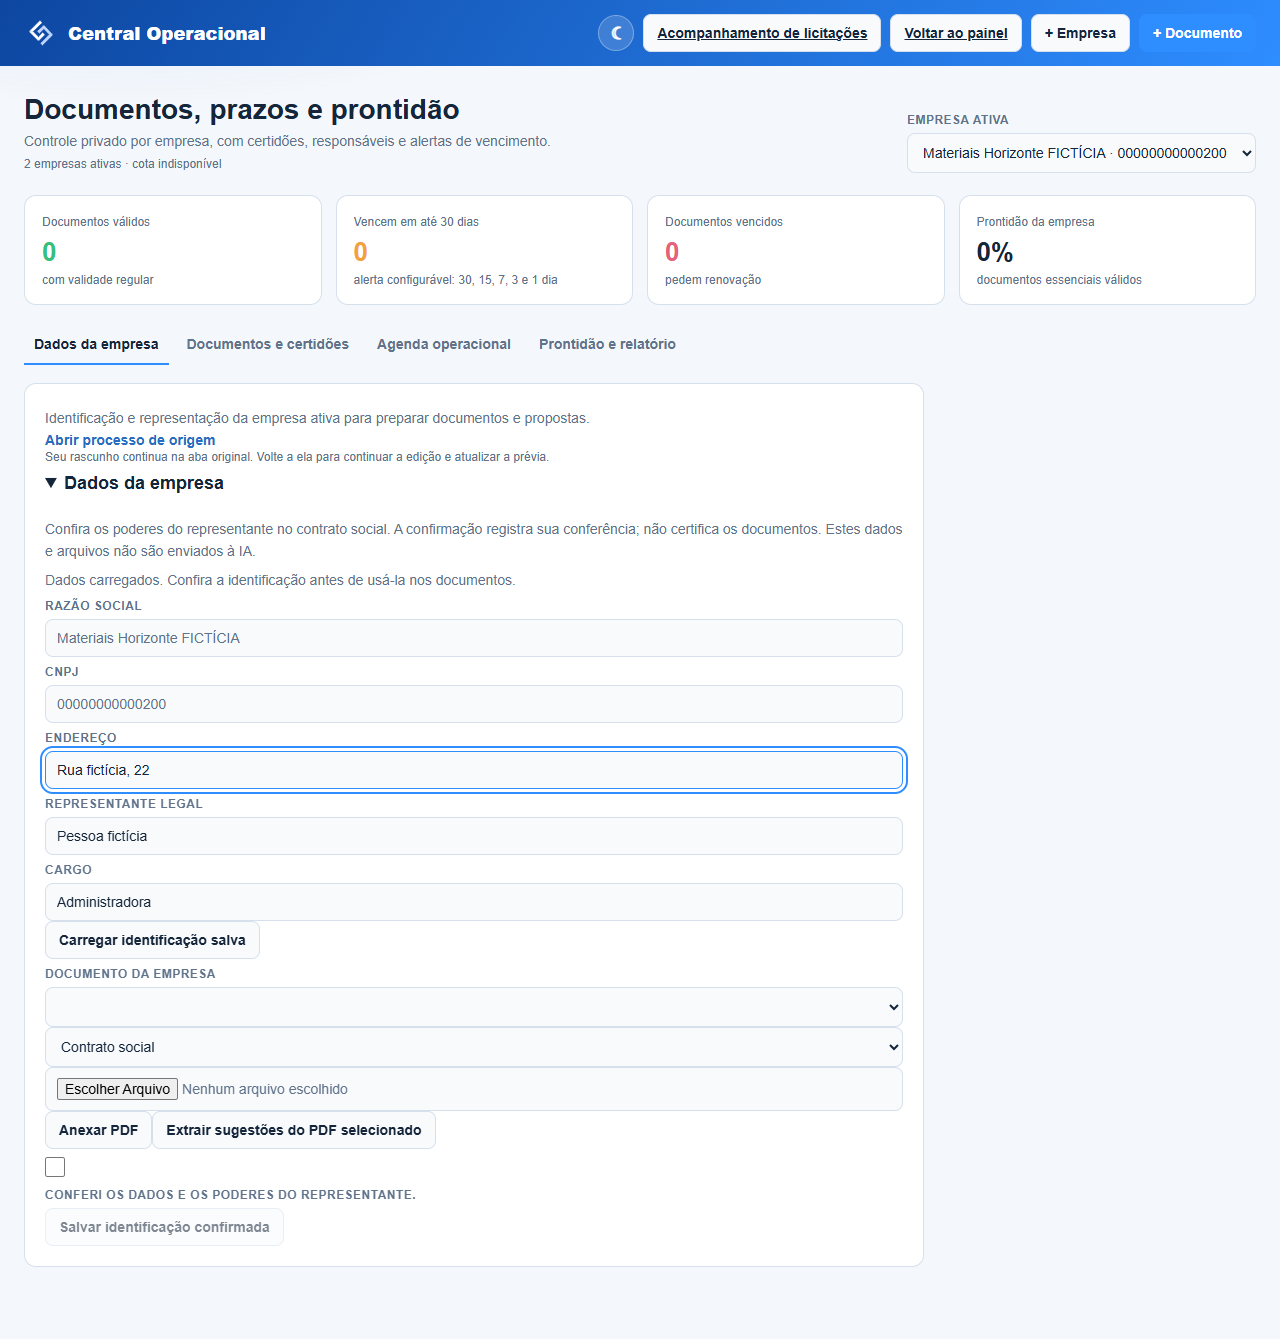 Central Operacional
Acompanhamento de licitações
Voltar ao painel
+ Empresa
+ Documento
Documentos, prazos e prontidão
Controle privado por empresa, com certidões, responsáveis e alertas de vencimento.
2 empresas ativas · cota indisponível
EMPRESA ATIVA
Materiais Horizonte FICTÍCIA · 00000000000200
Documentos válidos
0
com validade regular
Vencem em até 30 dias
0
alerta configurável: 30, 15, 7, 3 e 1 dia
Documentos vencidos
0
pedem renovação
Prontidão da empresa
0%
documentos essenciais válidos
Dados da empresa
Documentos e certidões
Agenda operacional
Prontidão e relatório
Identificação e representação da empresa ativa para preparar documentos e propostas.
Abrir processo de origem
Seu rascunho continua na aba original. Volte a ela para continuar a edição e atualizar a prévia.
Dados da empresa
Confira os poderes do representante no contrato social. A confirmação registra sua conferência; não certifica os documentos. Estes dados
e arquivos não são enviados à IA.
Dados carregados. Confira a identificação antes de usá-la nos documentos.
RAZÃO SOCIAL
Materiais Horizonte FICTÍCIA
CNPJ
00000000000200
ENDEREÇO
Rua fictícia, 22
REPRESENTANTE LEGAL
Pessoa fictícia
CARGO
Administradora
Carregar identificação salva
DOCUMENTO DA EMPRESA
Contrato social
Escolher Arquivo Nenhum arquivo escolhido
Anexar PDF
Extrair sugestões do PDF selecionado
CONFERI OS DADOS E OS PODERES DO REPRESENTANTE.
Salvar identificação confirmada